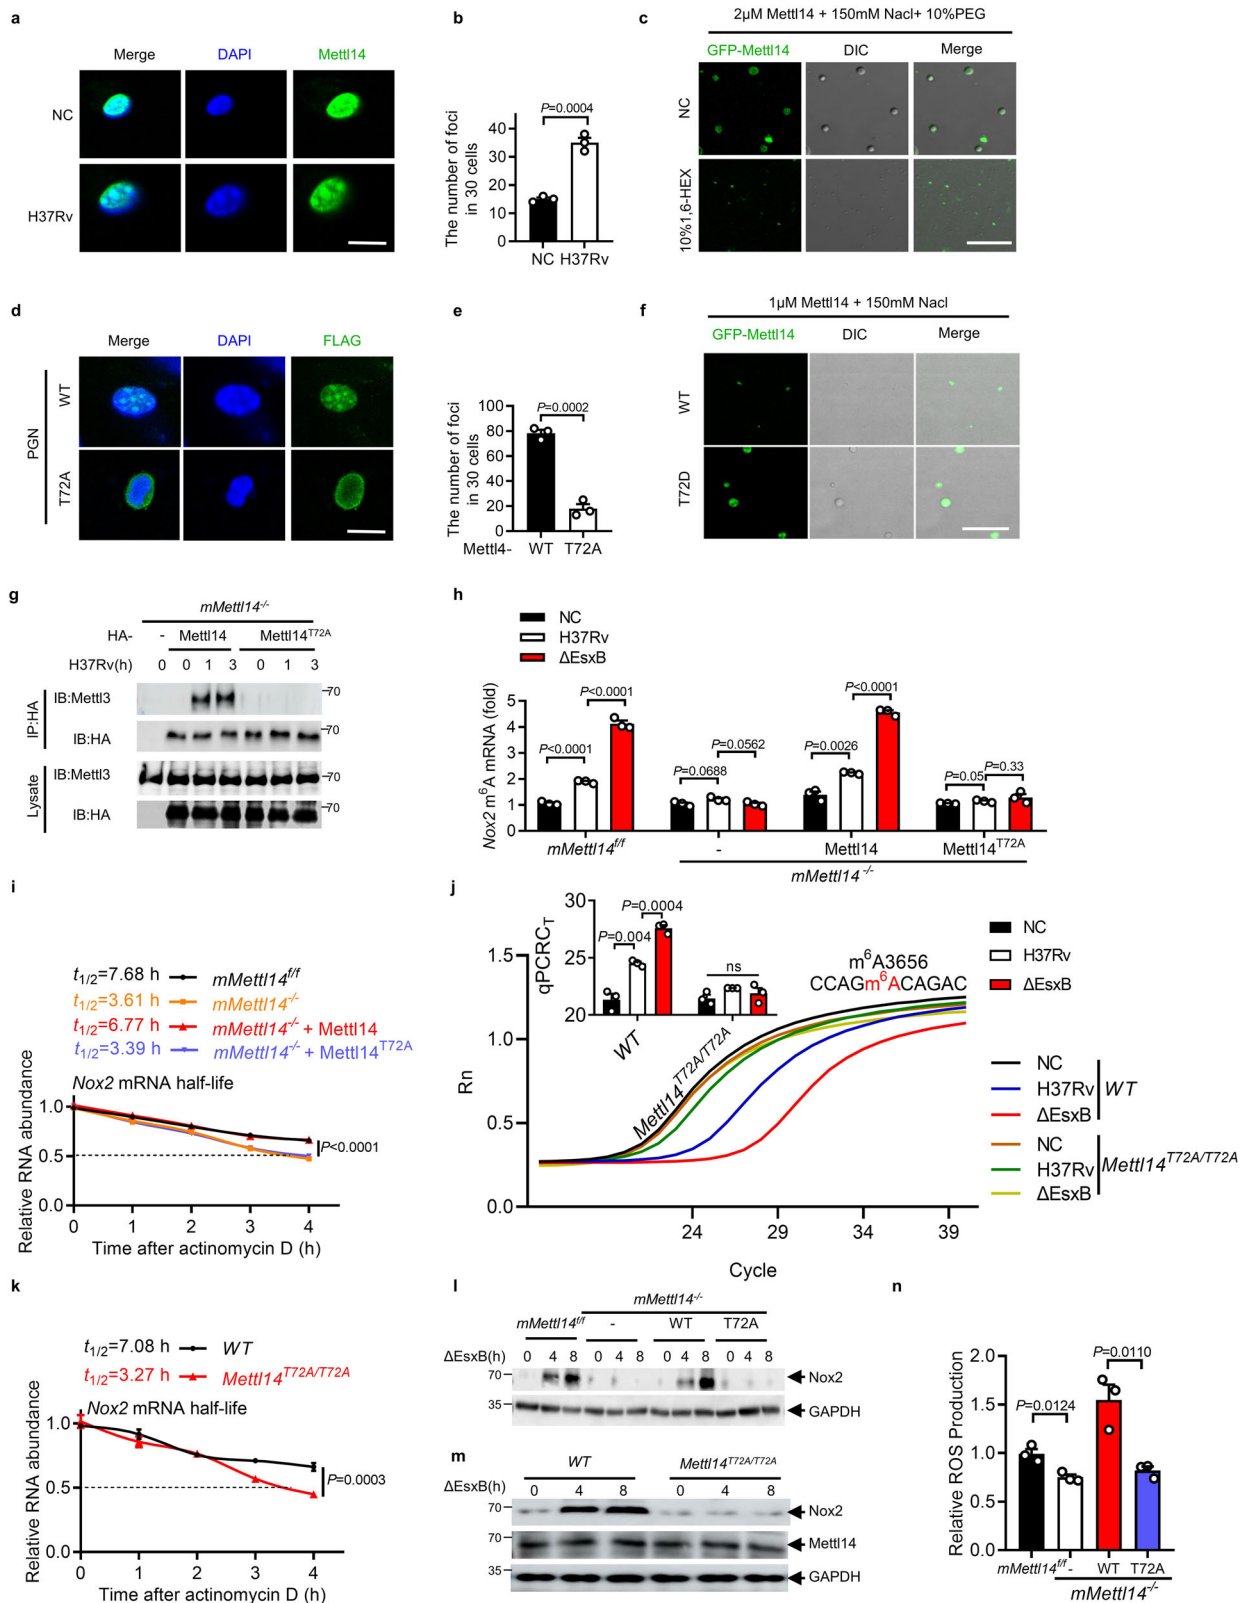 a
Merge DAPI Mettl14
NC
H37Rv
b
P=0.0004
The number of foci
in 30 cells
40
30
20
10
0
NC H37Rv
c
2µM Mettl14 + 150mM Nacl+ 10%PEG
GFP-Mettl14 DIC Merge
NC
10%1,6-HEX
d
Merge DAPI FLAG
PGN
WT
T72A
e
The number of foci
in 30 cells
100
80
60
40
20
0
P=0.0002
Mettl4- WT T72A
f
1µM Mettl14 + 150mM Nacl
GFP-Mettl14 DIC Merge
WT
T72D
g
mMettl14-/-
HA- - Mettl14 Mettl14T72A
H37Rv(h) 0 0 1 3 0 1 3
IP:HA
IB:Mettl3 70
IB:HA 70
Lysate
IB:Mettl3 70
IB:HA 70
h
NC
H37Rv
ΔEsxB
Nox2 m6A mRNA (fold)
5
4
3
2
1
0
P<0.0001
P<0.0001
P=0.0688
P=0.0562
P=0.0026
P<0.0001
P=0.05
P=0.33
mMettl14f/f - Mettl14 Mettl14T72A
mMettl14-/-
i
t1/2=7.68 h mMettl14f/f
t1/2=3.61 h mMettl14-/-
t1/2=6.77 h mMettl14-/- + Mettl14
t1/2=3.39 h mMettl14-/- + Mettl14T72A
Nox2 mRNA half-life
Relative RNA abundance
1.0
0.5
0.0
P<0.0001
0 1 2 3 4
Time after actinomycin D (h)
j
qPCRCT
30
25
20
P=0.004
P=0.0004
ns
WT
Mettl14T72A/T72A
m6A3656
CCAGm6ACAGAC
NC
H37Rv
ΔEsxB
Rn
1.5
1.0
0.5
0.0
24 29 34 39
Cycle
NC
H37Rv
ΔEsxB
WT
NC
H37Rv
ΔEsxB
Mettl14T72A/T72A
k
t1/2=7.08 h WT
t1/2=3.27 h Mettl14T72A/T72A
Nox2 mRNA half-life
Relative RNA abundance
1.0
0.5
0.0
P=0.0003
0 1 2 3 4
Time after actinomycin D (h)
l
mMettl14-/-
mMettl14f/f - WT T72A
ΔEsxB(h) 0 4 8 0 4 8 0 4 8 0 4 8
70 Nox2
35 GAPDH
m
WT Mettl14T72A/T72A
ΔEsxB(h) 0 4 8 0 4 8
70 Nox2
70 Mettl14
35 GAPDH
n
Relative ROS Production
2.0
1.5
1.0
0.5
0.0
P=0.0124
P=0.0110
mMettl14f/f - WT T72A
mMettl14-/-